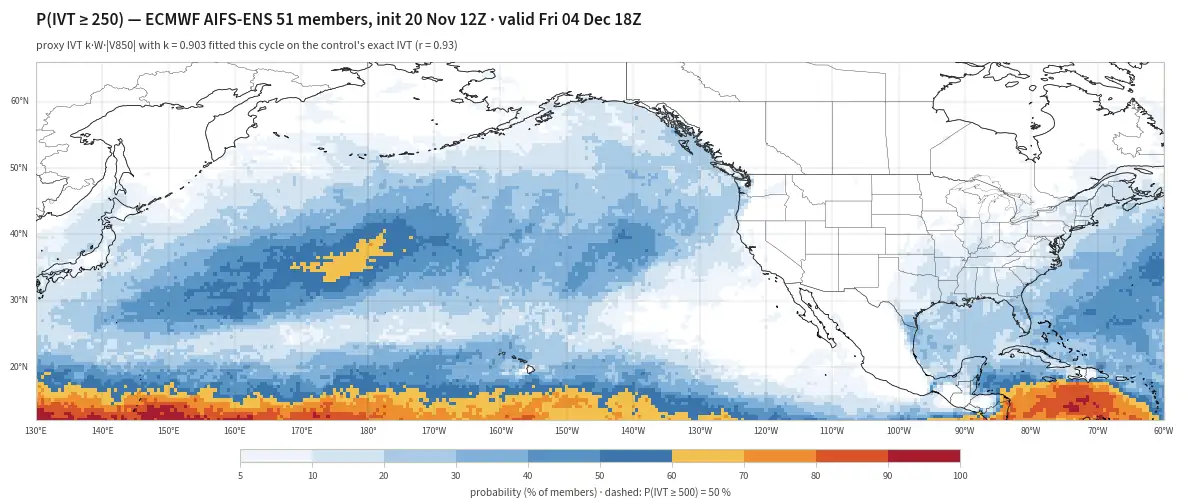 P(IVT ≥ 250) — ECMWF AIFS-ENS 51 members, init 20 Nov 12Z · valid Fri 04 Dec 18Z
proxy IVT k·W·|V850| with k = 0.903 fitted this cycle on the control's exact IVT (r = 0.93)
60°N
50°N
40°N
30°N
20°N
130°E 140°E 150°E 160°E 170°E 180° 170°W 160°W 150°W 140°W 130°W 120°W 110°W 100°W 90°W 80°W 70°W 60°W
5 10 20 30 40 50 60 70 80 90 100
probability (% of members) · dashed: P(IVT ≥ 500) = 50 %